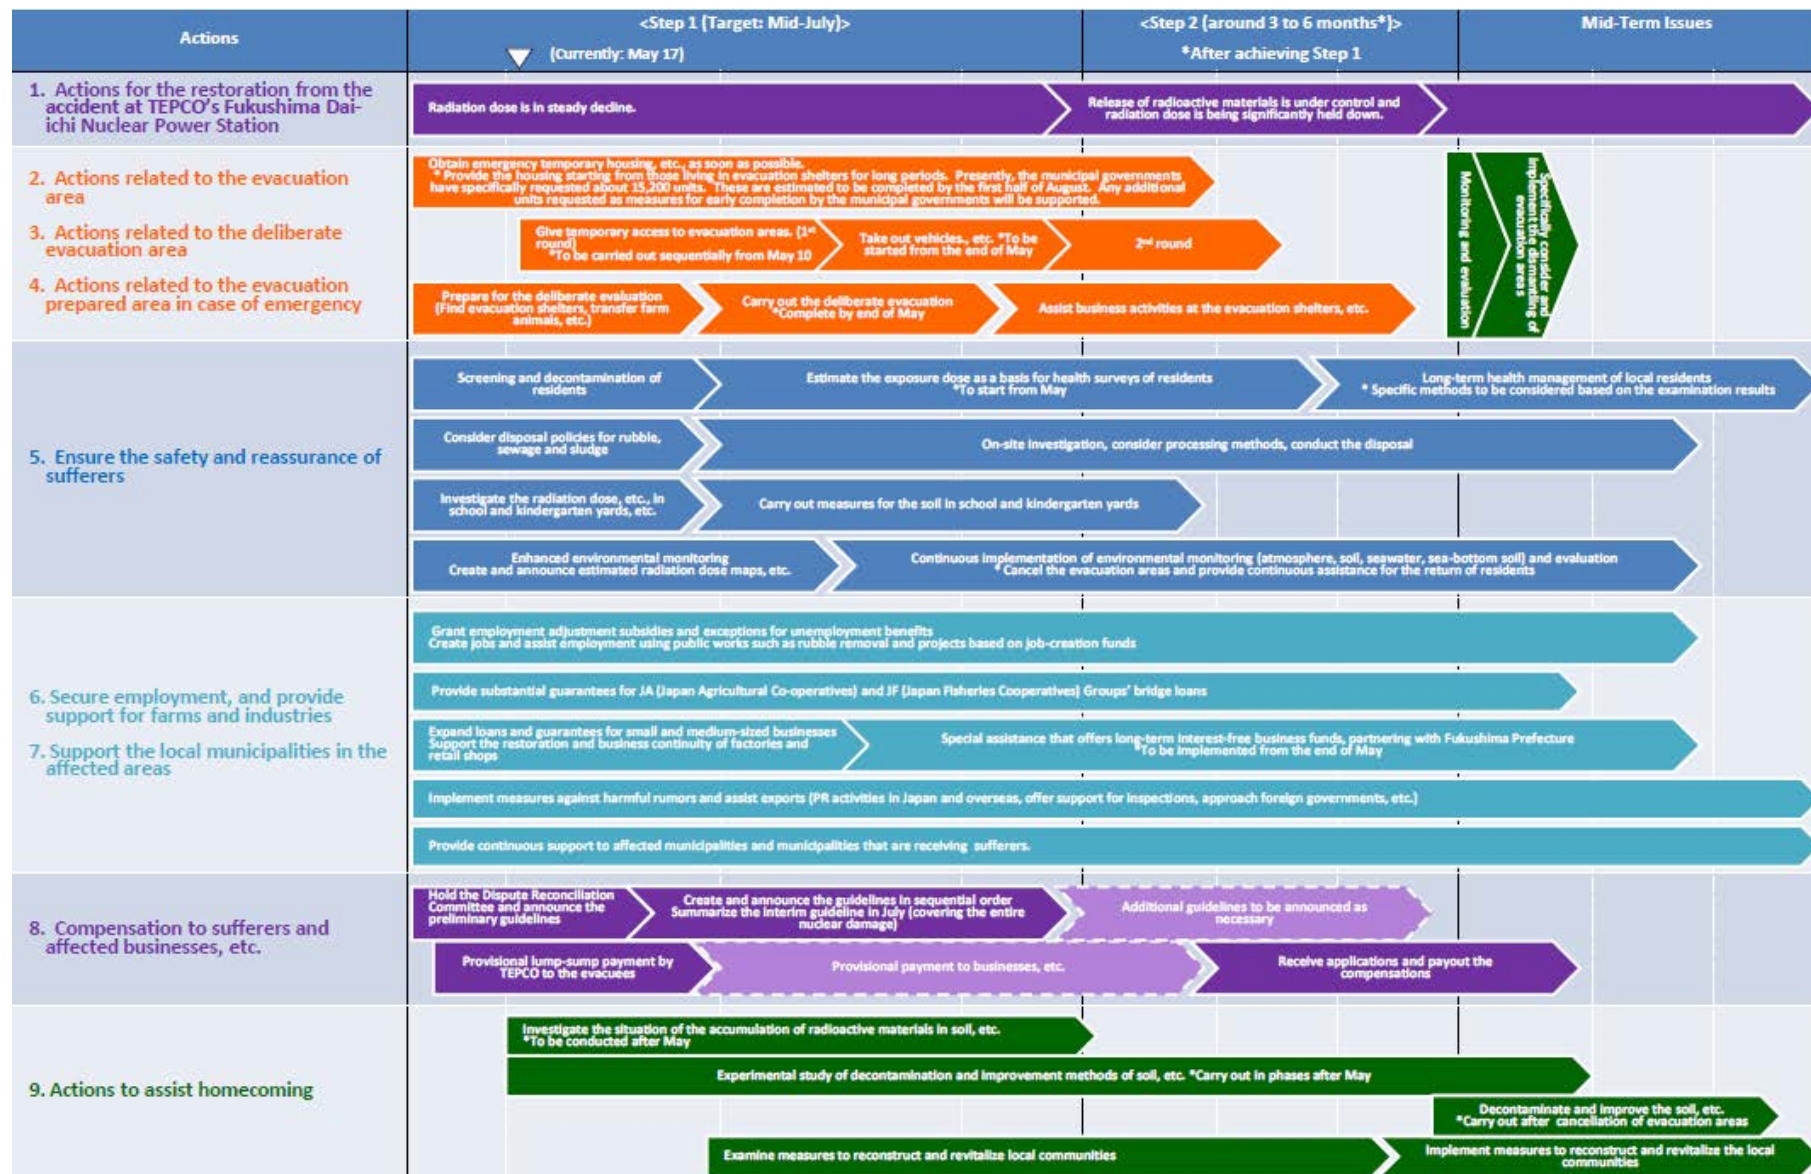 Actions
<Step 1 (Target: Mid-July)>
(Currently: May 17)
<Step 2 (around 3 to 6 months*)>
*After achieving Step 1
Mid-Term Issues
1. Actions for the restoration from the
accident at TEPCO's Fukushima Dai-
ichi Nuclear Power Station
Radiation dose is in steady decline.
Release of radioactive materials is under control and
radiation dose is being significantly held down.
2. Actions related to the evacuation
area
3. Actions related to the deliberate
evacuation area
4. Actions related to the evacuation
prepared area in case of emergency
Obtain emergency temporary housing, etc., as soon as possible.
* Provide the housing starting from those living in evacuation shelters for long periods. Presently, the municipal governments
have specifically requested about 15,200 units. These are estimated to be completed by the first half of August. Any additional
units requested as measures for early completion by the municipal governments will be supported.
Give temporary access to evacuation areas. (1st
round)
*To be carried out sequentially from May 10
Take out vehicles., etc. *To be
started from the end of May
2nd round
Prepare for the deliberate evaluation
(Find evacuation shelters, transfer farm
animals, etc.)
Carry out the deliberate evacuation
*Complete by end of May
Assist business activities at the evacuation shelters, etc.
Monitoring and evaluation
Specifically consider and
implement the dismantling of
evacuation areas
5. Ensure the safety and reassurance of
sufferers
Screening and decontamination of
residents
Estimate the exposure dose as a basis for health surveys of residents
*To start from May
Long-term health management of local residents
* Specific methods to be considered based on the examination results
Consider disposal policies for rubble,
sewage and sludge
On-site investigation, consider processing methods, conduct the disposal
Investigate the radiation dose, etc., in
school and kindergarten yards, etc.
Carry out measures for the soil in school and kindergarten yards
Enhanced environmental monitoring
Create and announce estimated radiation dose maps, etc.
Continuous implementation of environmental monitoring (atmosphere, soil, seawater, sea-bottom soil) and evaluation
* Cancel the evacuation areas and provide continuous assistance for the return of residents
6. Secure employment, and provide
support for farms and industries
7. Support the local municipalities in the
affected areas
Grant employment adjustment subsidies and exceptions for unemployment benefits
Create jobs and assist employment using public works such as rubble removal and projects based on job-creation funds
Provide substantial guarantees for JA (Japan Agricultural Co-operatives) and JF (Japan Fisheries Cooperatives) Groups' bridge loans
Expand loans and guarantees for small and medium-sized businesses
Support the restoration and business continuity of factories and
retail shops
Special assistance that offers long-term interest-free business funds, partnering with Fukushima Prefecture
*To be implemented from the end of May
Implement measures against harmful rumors and assist exports (PR activities in Japan and overseas, offer support for inspections, approach foreign governments, etc.)
Provide continuous support to affected municipalities and municipalities that are receiving sufferers.
8. Compensation to sufferers and
affected businesses, etc.
Hold the Dispute Reconciliation
Committee and announce the
preliminary guidelines
Create and announce the guidelines in sequential order
Summarize the interim guideline in July (covering the entire
nuclear damage)
Additional guidelines to be announced as
necessary
Provisional lump-sum payment by
TEPCO to the evacuees
Provisional payment to businesses, etc.
Receive applications and payout the
compensations
9. Actions to assist homecoming
Investigate the situation of the accumulation of radioactive materials in soil, etc.
*To be conducted after May
Experimental study of decontamination and improvement methods of soil, etc. *Carry out in phases after May
Decontaminate and improve the soil, etc.
*Carry out after cancellation of evacuation areas
Examine measures to reconstruct and revitalize local communities
Implement measures to reconstruct and revitalize the local
communities